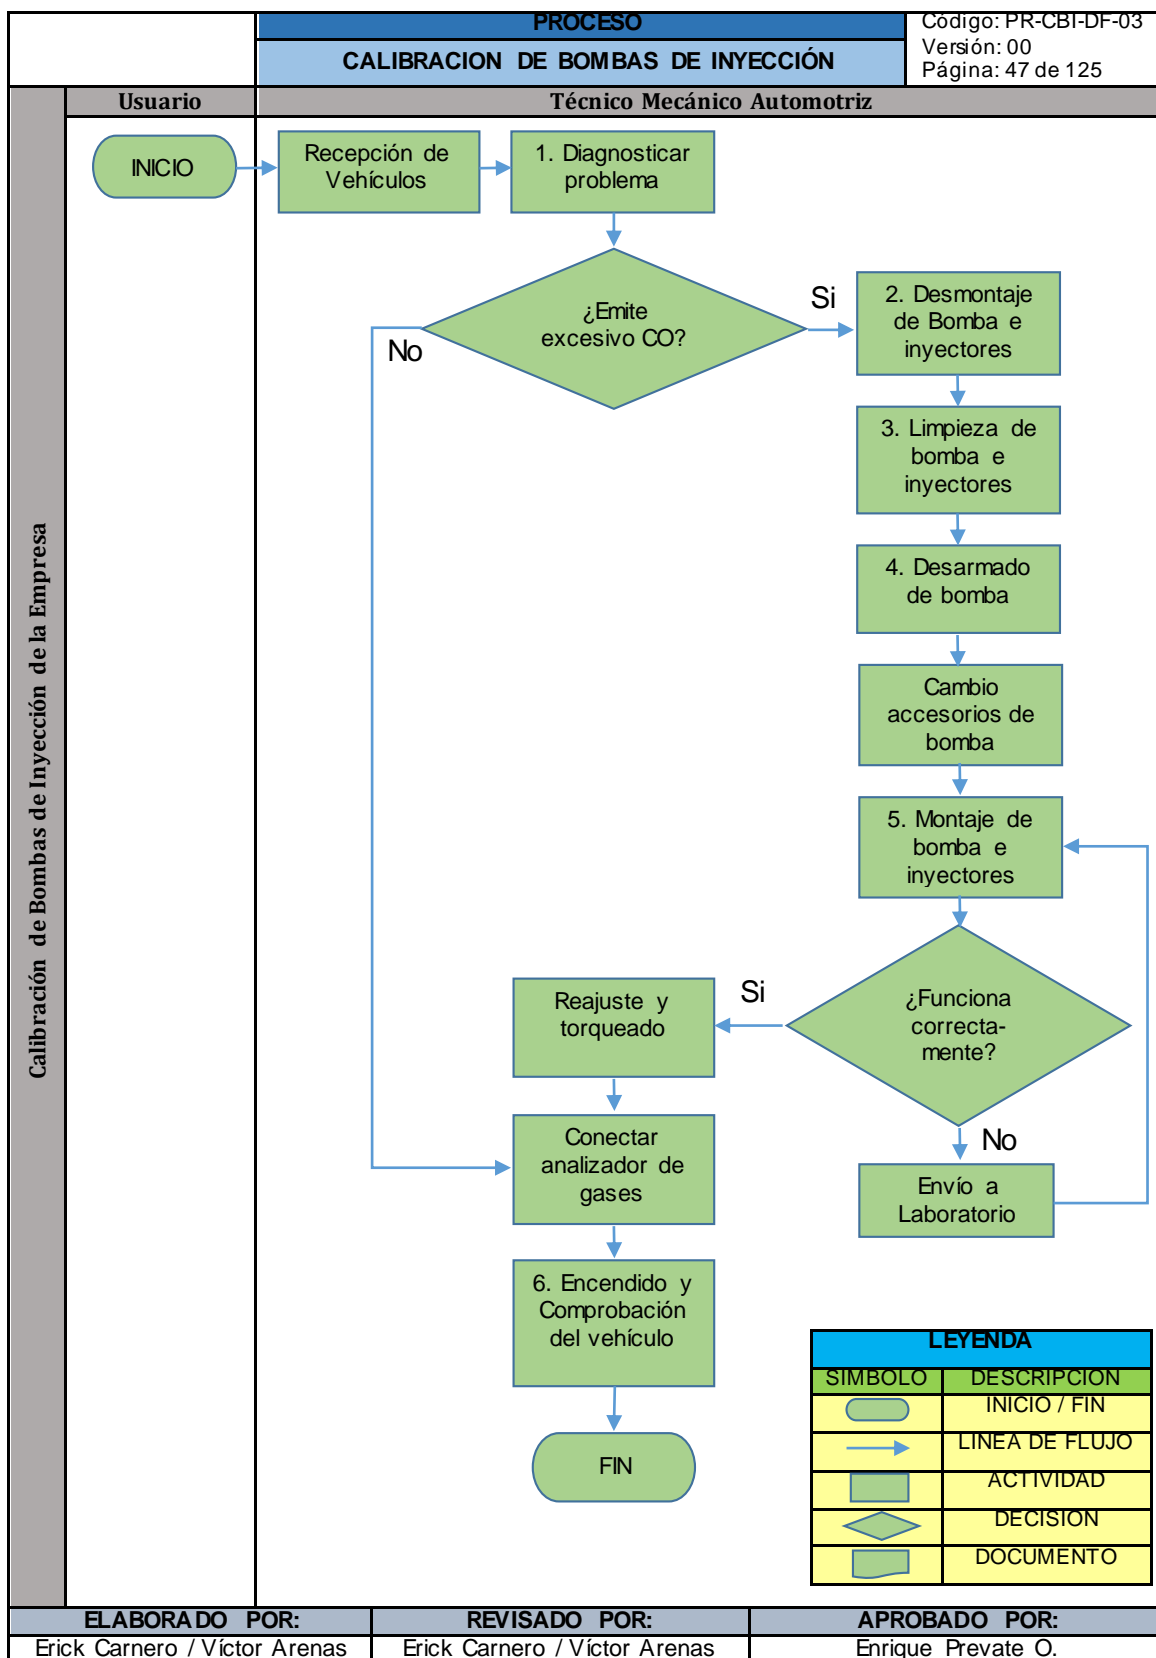 PROCESO
CALIBRACION DE BOMBAS DE INYECCIÓN
Código: PR-CBI-DF-03
Versión: 00
Página: 47 de 125
Usuario
Técnico Mecánico Automotriz
Calibración de Bombas de Inyección de la Empresa
INICIO
Recepción de
Vehículos
1. Diagnosticar
problema
¿Emite
excesivo CO?
Si
No
2. Desmontaje
de Bomba e
inyectores
3. Limpieza de
bomba e
inyectores
4. Desarmado
de bomba
Cambio
accesorios de
bomba
5. Montaje de
bomba e
inyectores
¿Funciona
correcta-
mente?
Si
No
Reajuste y
torqueado
Envío a
Laboratorio
Conectar
analizador de
gases
6. Encendido y
Comprobación
del vehículo
FIN
LEYENDA
SIMBOLO DESCRIPCION
INICIO / FIN
LINEA DE FLUJO
ACTIVIDAD
DECISION
DOCUMENTO
ELABORADO POR:
REVISADO POR:
APROBADO POR:
Erick Carnero / Víctor Arenas
Erick Carnero / Víctor Arenas
Enrique Prevate O.